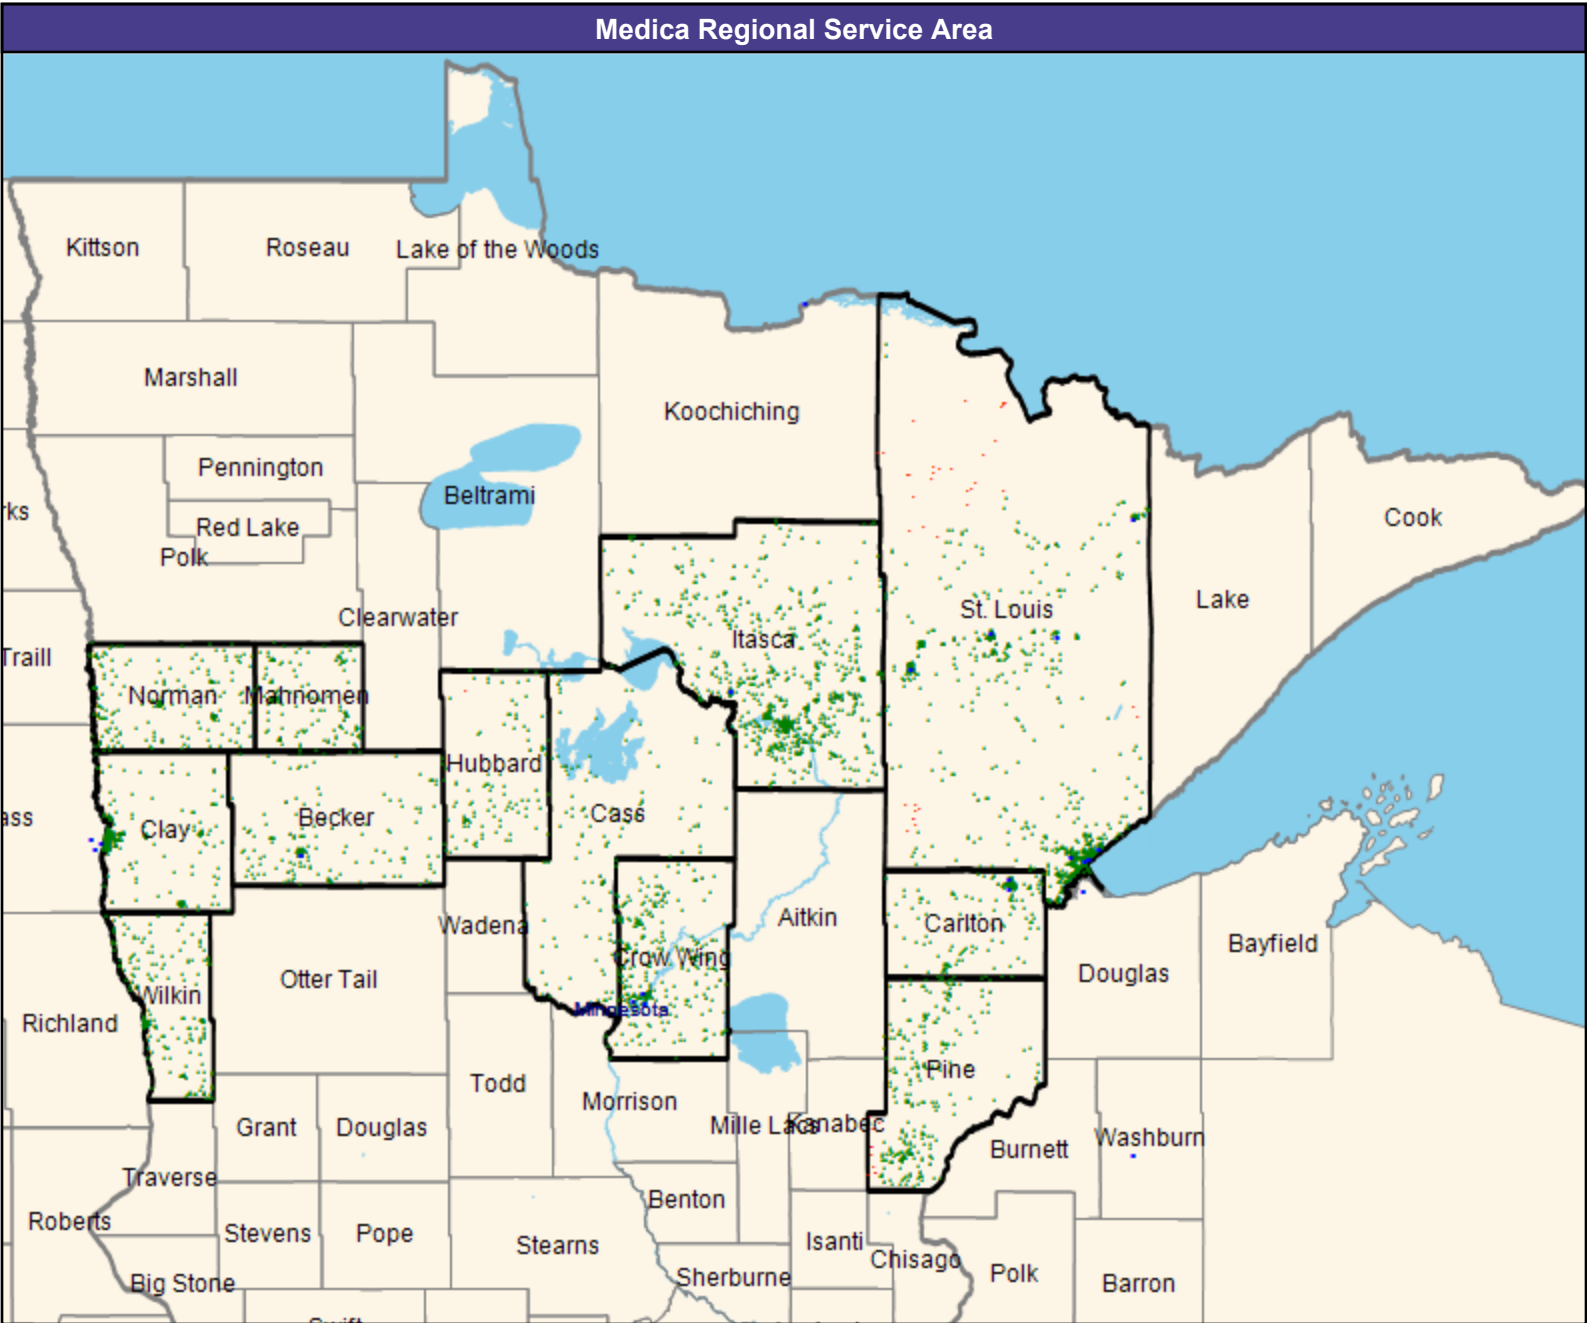 Medica Regional Service Area
Kittson
Roseau
Lake of the Woods
Marshall
Koochiching
Pennington
Beltrami
rks
Red Lake
Cook
Polk
Clearwater
St. Louis
Lake
Traill
Itasca
Norman
Mahnomen
Hubbard
ass
Clay
Becker
Cass
Wadena
Aitkin
Carlton
Crow Wing
Bayfield
Otter Tail
Douglas
Wilkin
Minnesota
Richland
Todd
Pine
Morrison
Grant
Douglas
Mille Lacs
Kanabec
Burnett
Washburn
Traverse
Benton
Roberts
Stevens
Pope
Stearns
Isanti
Chisago
Big Stone
Sherburne
Polk
Barron
Swift